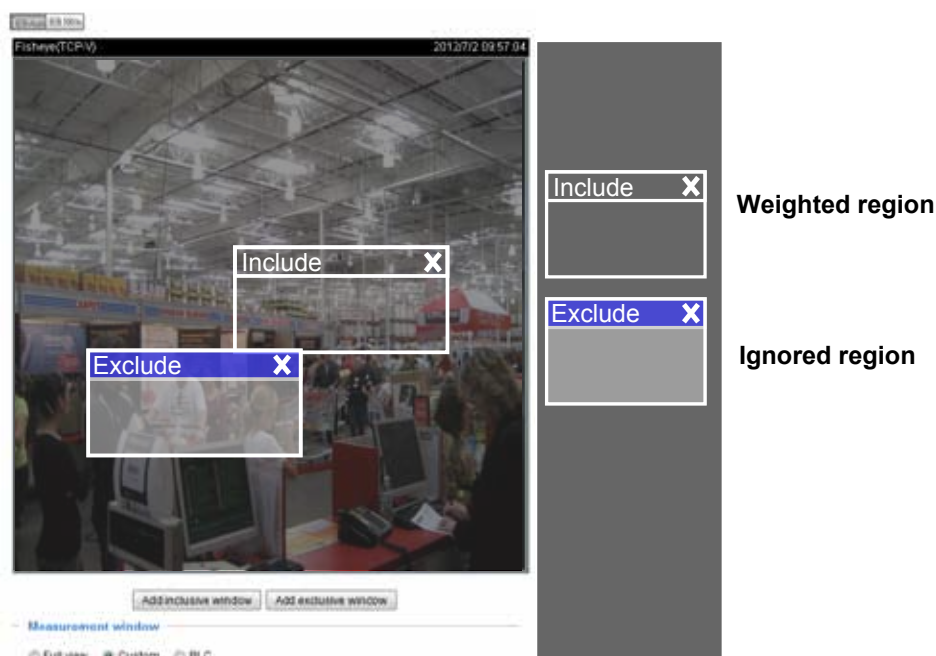 Fisheye(TCP-V) 2012/7/2 09:57:04
Include
Exclude
Include
Weighted region
Exclude
Ignored region
Add inclusive window Add exclusive window
Measurement window
Full view Custom BLC